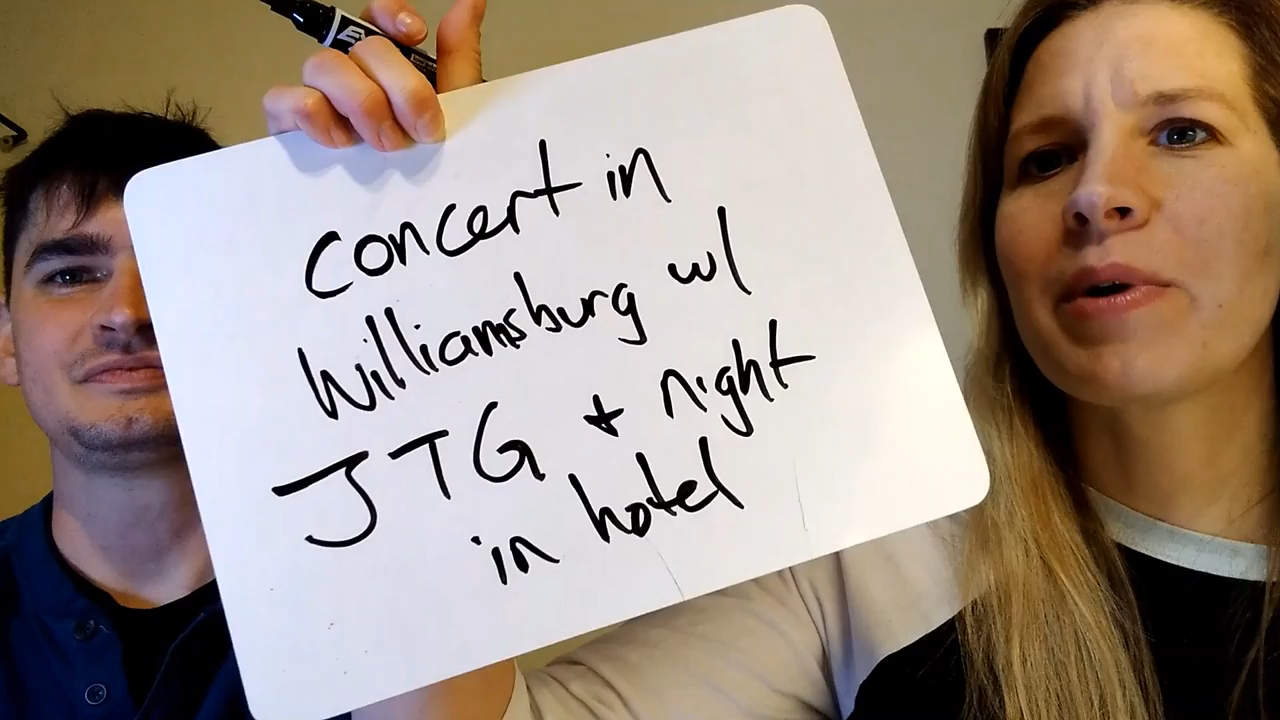 concert in
Williamsburg w/
JTG + night
in hotel